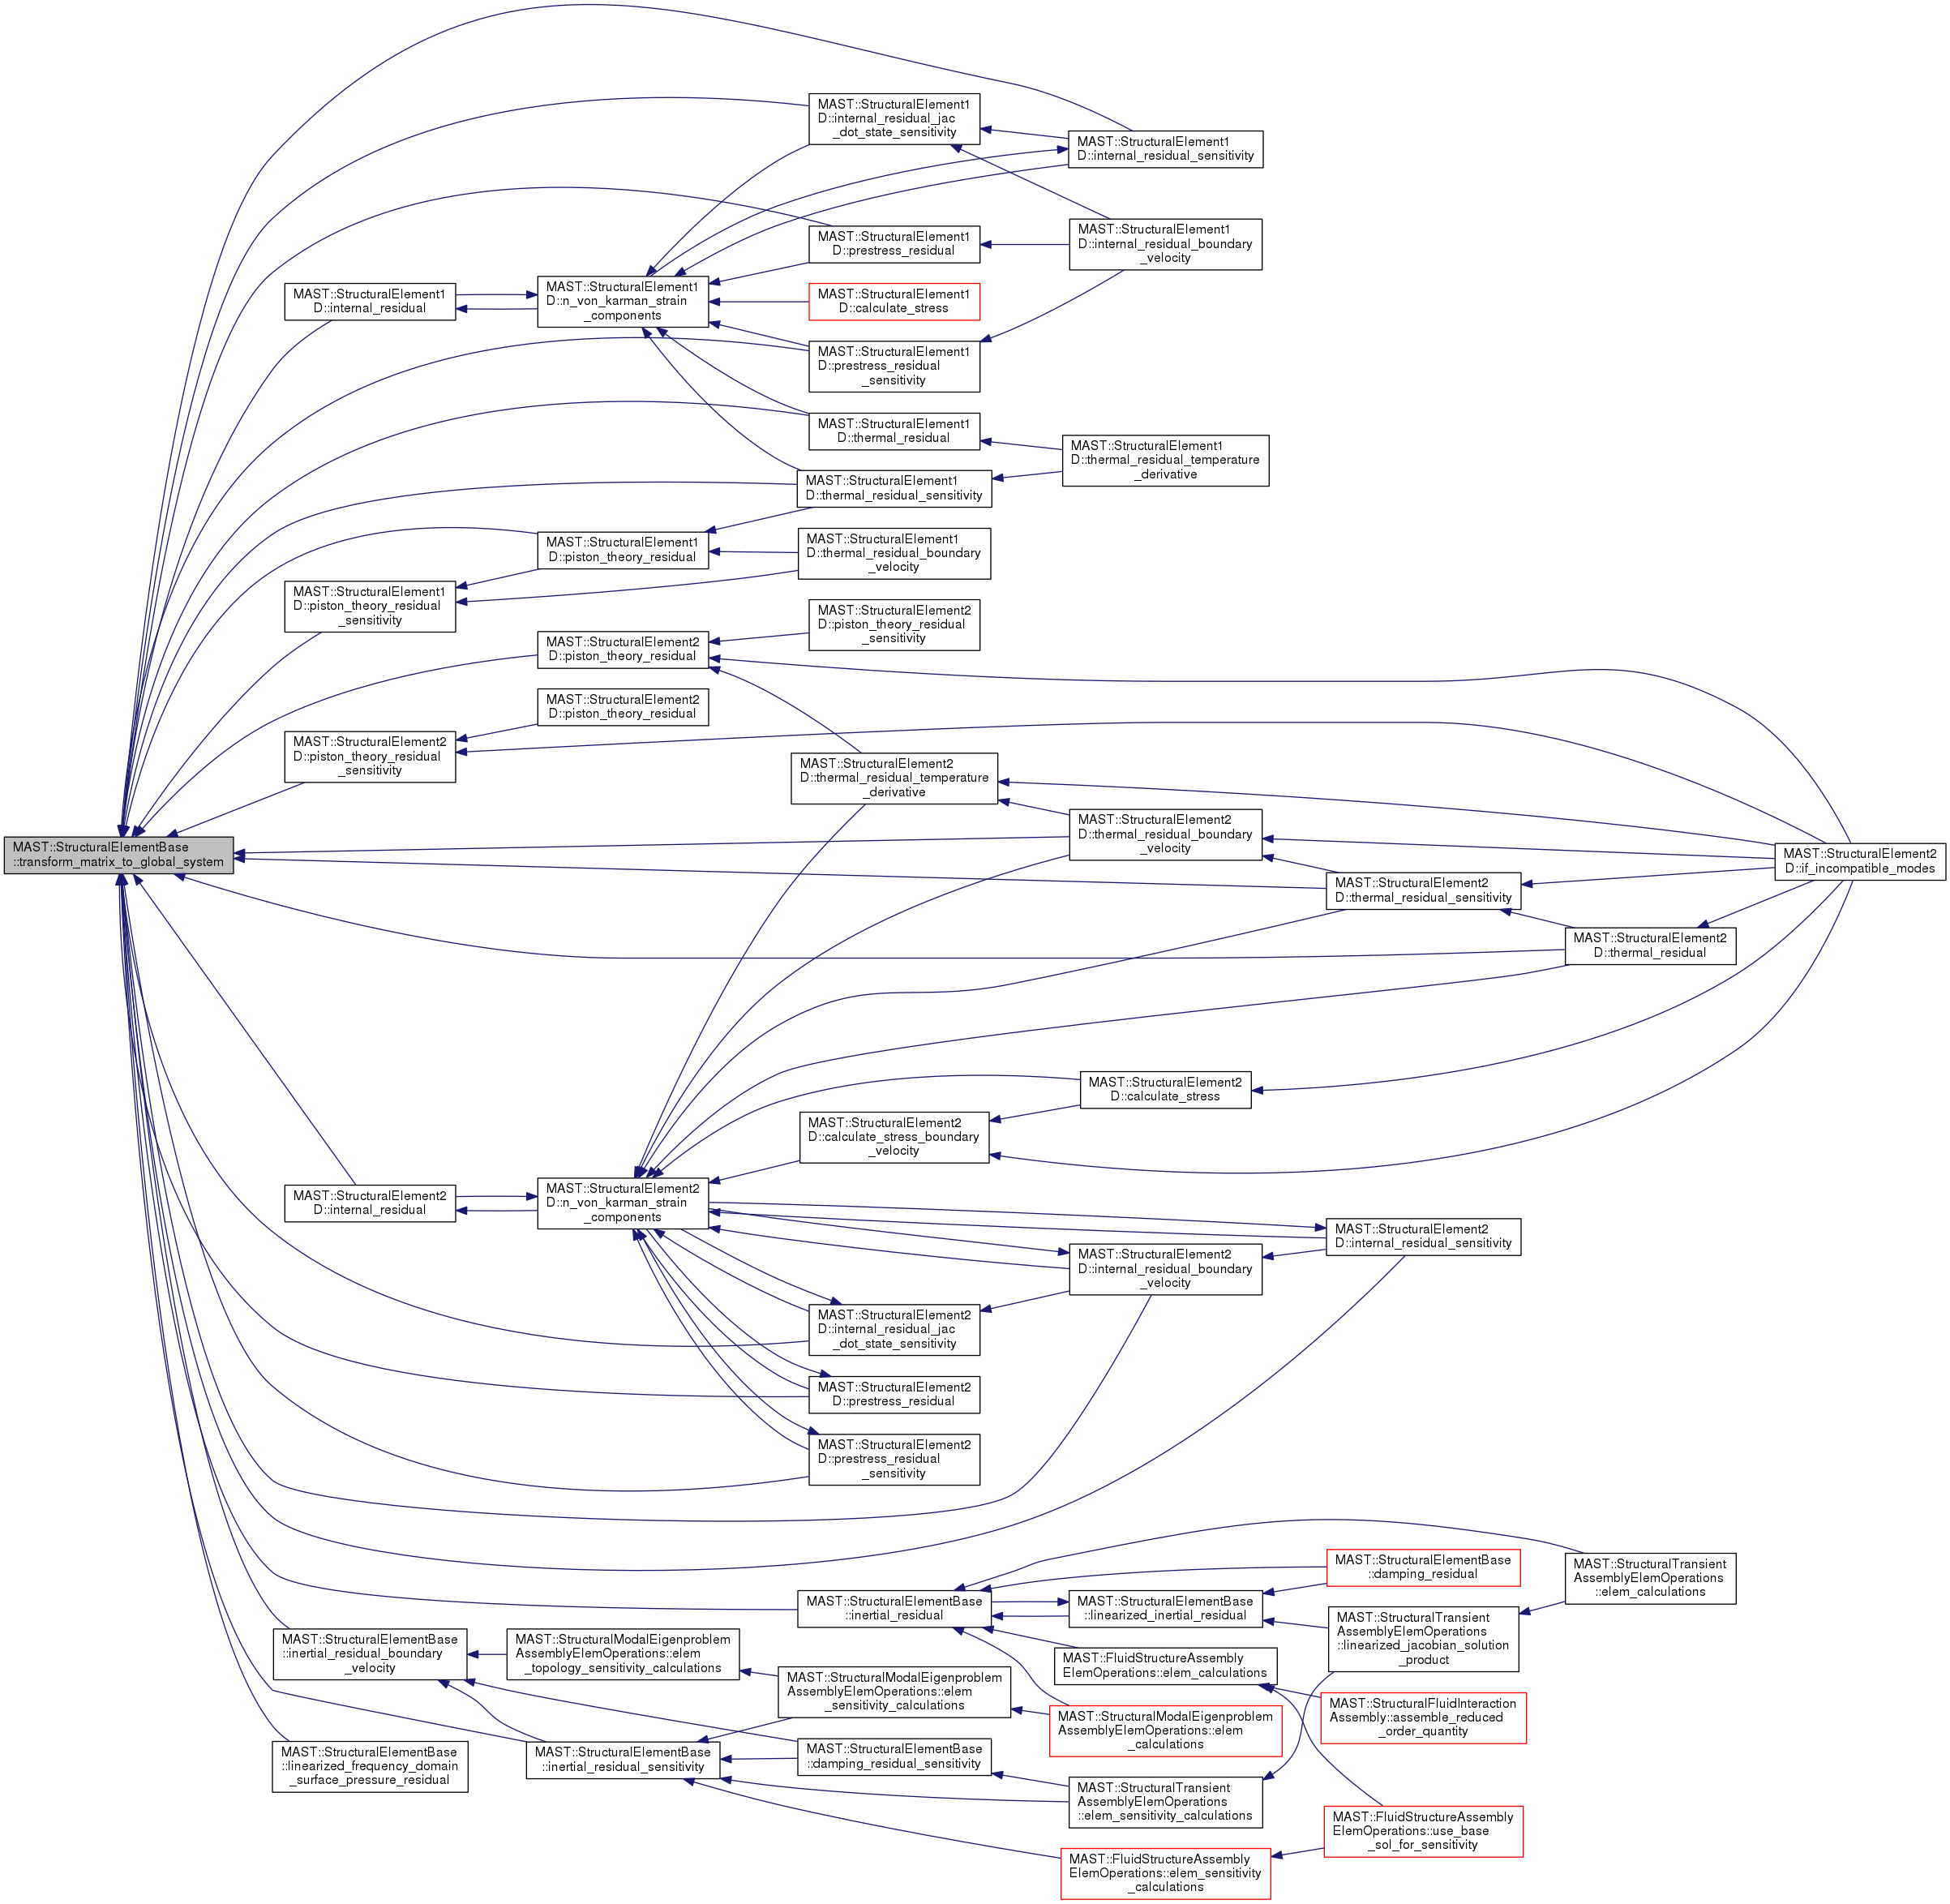 MAST::StructuralElementBase
::transform_matrix_to_global_system
MAST::StructuralElement1
D::internal_residual
MAST::StructuralElement1
D::piston_theory_residual
_sensitivity
MAST::StructuralElement2
D::piston_theory_residual
_sensitivity
MAST::StructuralElement2
D::internal_residual
MAST::StructuralElementBase
::inertial_residual_boundary
_velocity
MAST::StructuralElementBase
::linearized_frequency_domain
_surface_pressure_residual
MAST::StructuralElement1
D::n_von_karman_strain
_components
MAST::StructuralElement1
D::piston_theory_residual
MAST::StructuralElement2
D::piston_theory_residual
MAST::StructuralElement2
D::piston_theory_residual
MAST::StructuralElement2
D::n_von_karman_strain
_components
MAST::StructuralModalEigenproblem
AssemblyElemOperations::elem
_topology_sensitivity_calculations
MAST::StructuralElementBase
::inertial_residual_sensitivity
MAST::StructuralElement1
D::internal_residual_jac
_dot_state_sensitivity
MAST::StructuralElement1
D::prestress_residual
MAST::StructuralElement1
D::calculate_stress
MAST::StructuralElement1
D::prestress_residual
_sensitivity
MAST::StructuralElement1
D::thermal_residual
MAST::StructuralElement1
D::thermal_residual_sensitivity
MAST::StructuralElement1
D::thermal_residual_boundary
_velocity
MAST::StructuralElement2
D::piston_theory_residual
_sensitivity
MAST::StructuralElement2
D::thermal_residual_temperature
_derivative
MAST::StructuralElement2
D::calculate_stress_boundary
_velocity
MAST::StructuralElement2
D::internal_residual_jac
_dot_state_sensitivity
MAST::StructuralElement2
D::prestress_residual
MAST::StructuralElement2
D::prestress_residual
_sensitivity
MAST::StructuralElementBase
::inertial_residual
MAST::StructuralModalEigenproblem
AssemblyElemOperations::elem
_sensitivity_calculations
MAST::StructuralElementBase
::damping_residual_sensitivity
MAST::StructuralElement1
D::internal_residual_sensitivity
MAST::StructuralElement1
D::internal_residual_boundary
_velocity
MAST::StructuralElement1
D::thermal_residual_temperature
_derivative
MAST::StructuralElement2
D::thermal_residual_boundary
_velocity
MAST::StructuralElement2
D::calculate_stress
MAST::StructuralElement2
D::internal_residual_boundary
_velocity
MAST::StructuralElementBase
::linearized_inertial_residual
MAST::FluidStructureAssembly
ElemOperations::elem_calculations
MAST::StructuralModalEigenproblem
AssemblyElemOperations::elem
_calculations
MAST::StructuralTransient
AssemblyElemOperations
::elem_sensitivity_calculations
MAST::FluidStructureAssembly
ElemOperations::elem_sensitivity
_calculations
MAST::StructuralElement2
D::thermal_residual_sensitivity
MAST::StructuralElement2
D::internal_residual_sensitivity
MAST::StructuralElementBase
::damping_residual
MAST::StructuralTransient
AssemblyElemOperations
::linearized_jacobian_solution
_product
MAST::StructuralFluidInteraction
Assembly::assemble_reduced
_order_quantity
MAST::FluidStructureAssembly
ElemOperations::use_base
_sol_for_sensitivity
MAST::StructuralElement2
D::thermal_residual
MAST::StructuralTransient
AssemblyElemOperations
::elem_calculations
MAST::StructuralElement2
D::if_incompatible_modes